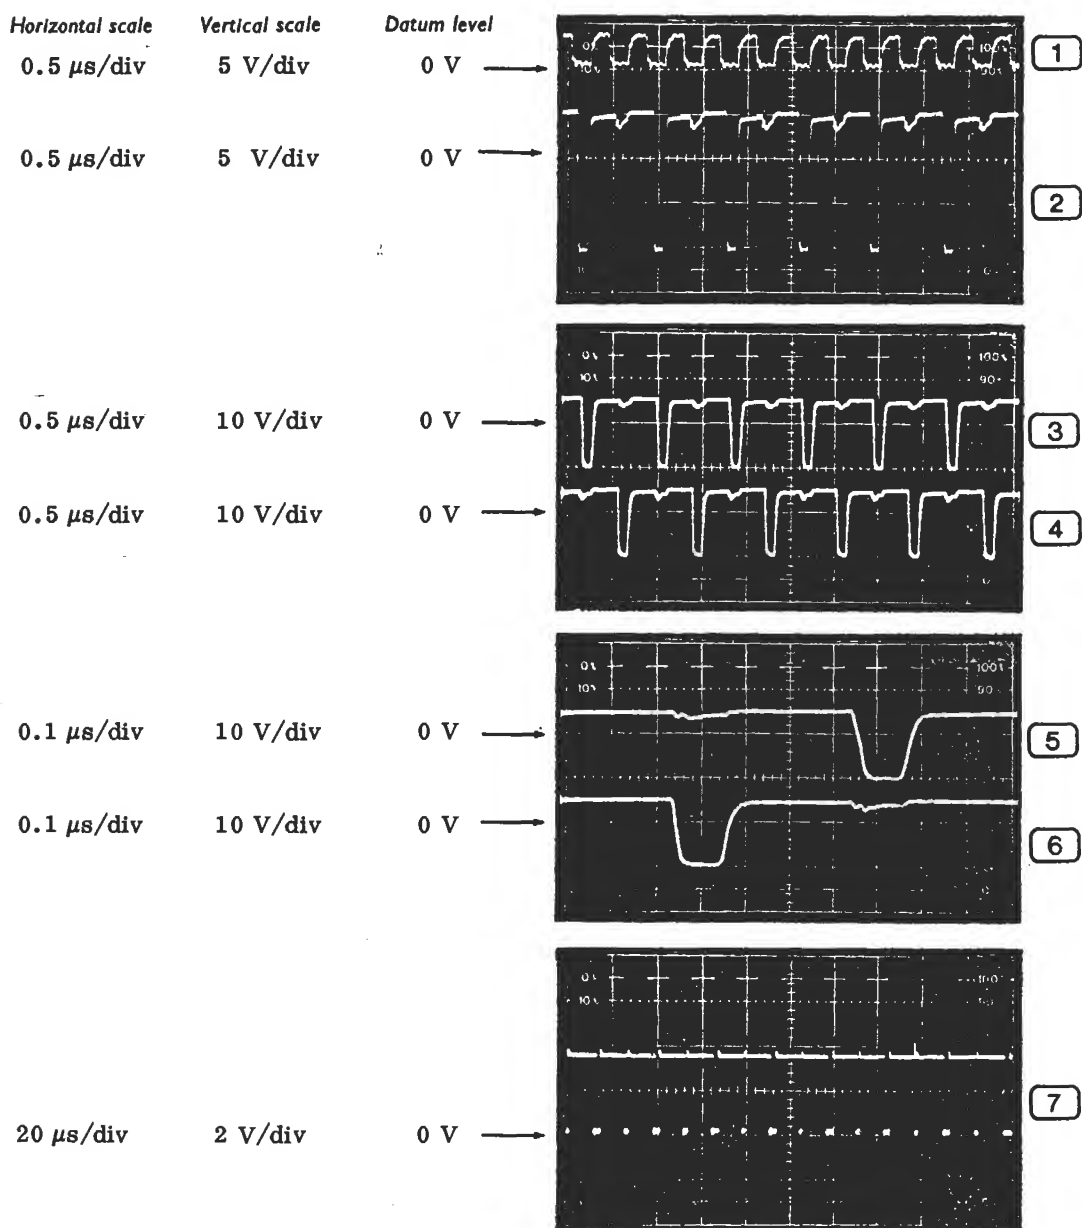 Horizontal scale Vertical scale Datum level
0.5 μs/div 5 V/div 0 V
1
0.5 μs/div 5 V/div 0 V
2
0.5 μs/div 10 V/div 0 V
3
0.5 μs/div 10 V/div 0 V
4
0.1 μs/div 10 V/div 0 V
5
0.1 μs/div 10 V/div 0 V
6
20 μs/div 2 V/div 0 V
7